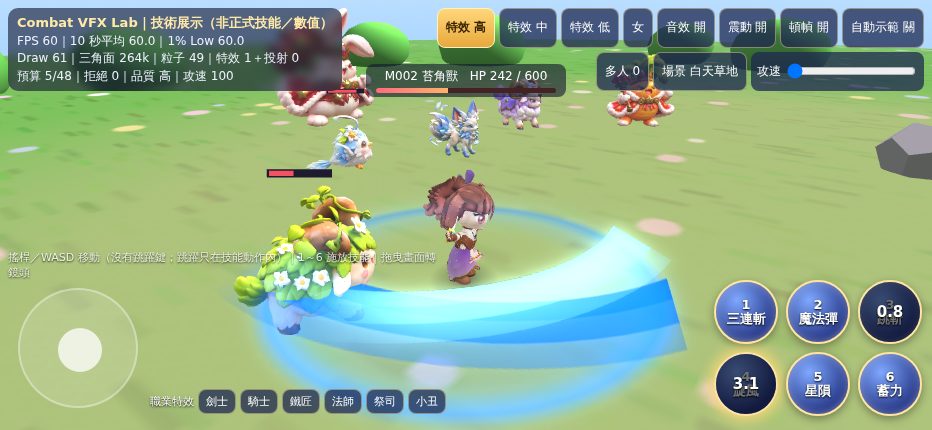 Combat VFX Lab｜技術展示（非正式技能／數值）
FPS 60｜10 秒平均 60.0｜1% Low 60.0
Draw 61｜三角面 264k｜粒子 49｜特效 1＋投射 0
預算 5/48｜拒絕 0｜品質 高｜攻速 100
特效 高
特效 中
特效 低
女
音效 開
震動 開
頓幀 開
自動示範 關
多人 0
場景 白天草地
攻速
M002 苔角獸 HP 242 / 600
搖桿／WASD 移動（沒有跳躍鍵；跳躍只在技能動作內）｜1～6 施放技能｜拖曳畫面轉
鏡頭
1
三連斬
2
魔法彈
3
0.8
4
3.1
旋風
5
星隕
6
蓄力
職業特效
劍士
騎士
鐵匠
法師
祭司
小丑